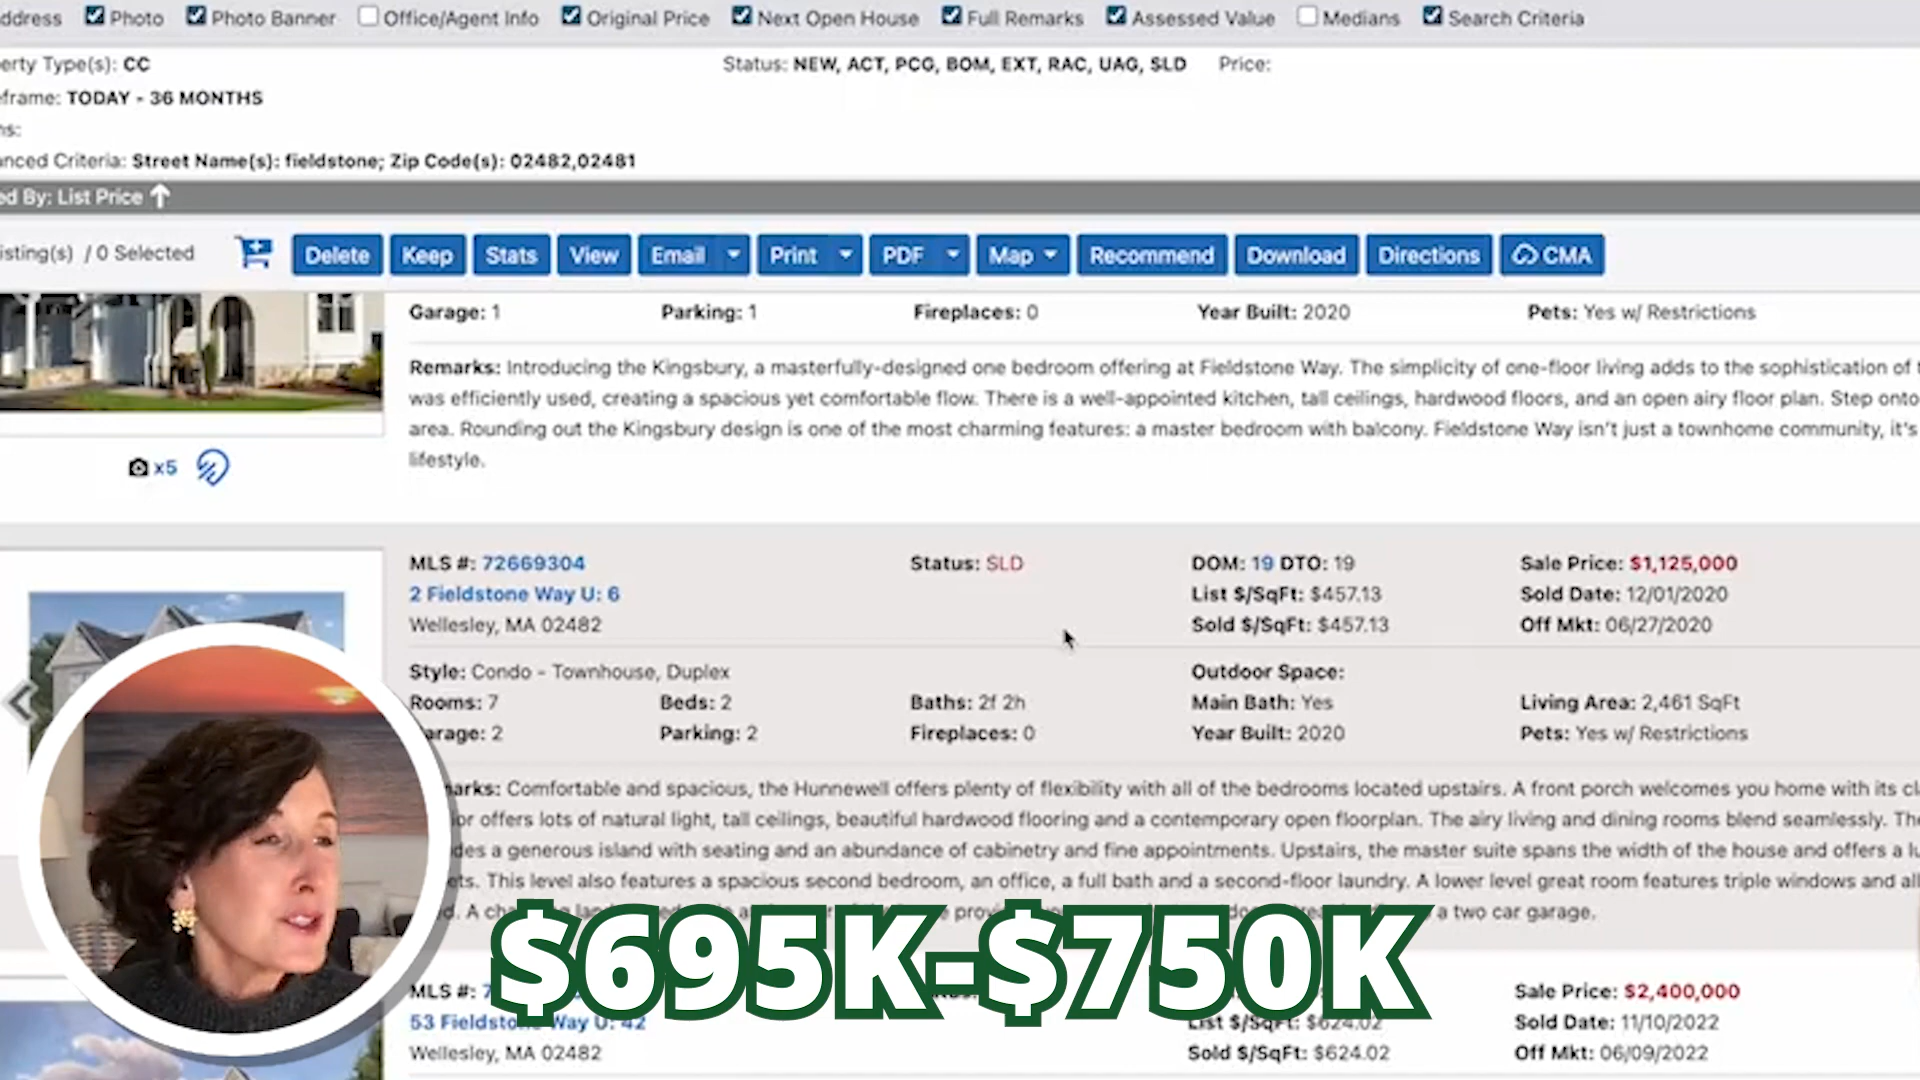 ddress Photo Photo Banner Office/Agent Info Original Price Next Open House Full Remarks Assessed Value Medians Search Criteria
erty Type(s): CC Status: NEW, ACT, PCG, BOM, EXT, RAC, UAG, SLD Price:
eframe: TODAY - 36 MONTHS
ns:
anced Criteria: Street Name(s): fieldstone; Zip Code(s): 02482,02481
ed By: List Price
isting(s) / 0 Selected Delete Keep Stats View Email Print PDF Map Recommend Download Directions CMA
Garage: 1 Parking: 1 Fireplaces: 0 Year Built: 2020 Pets: Yes w/ Restrictions
Remarks: Introducing the Kingsbury, a masterfully-designed one bedroom offering at Fieldstone Way. The simplicity of one-floor living adds to the sophistication of t
was efficiently used, creating a spacious yet comfortable flow. There is a well-appointed kitchen, tall ceilings, hardwood floors, and an open airy floor plan. Step onto
area. Rounding out the Kingsbury design is one of the most charming features: a master bedroom with balcony. Fieldstone Way isn't just a townhome community, it's
lifestyle.
x5
MLS #: 72669304 Status: SLD DOM: 19 DTO: 19 Sale Price: $1,125,000
2 Fieldstone Way U: 6 List $/SqFt: $457.13 Sold Date: 12/01/2020
Wellesley, MA 02482 Sold $/SqFt: $457.13 Off Mkt: 06/27/2020
Style: Condo - Townhouse, Duplex Outdoor Space:
Rooms: 7 Beds: 2 Baths: 2f 2h Main Bath: Yes Living Area: 2,461 SqFt
arage: 2 Parking: 2 Fireplaces: 0 Year Built: 2020 Pets: Yes w/ Restrictions
arks: Comfortable and spacious, the Hunnewell offers plenty of flexibility with all of the bedrooms located upstairs. A front porch welcomes you home with its cl
or offers lots of natural light, tall ceilings, beautiful hardwood flooring and a contemporary open floorplan. The airy living and dining rooms blend seamlessly. The
des a generous island with seating and an abundance of cabinetry and fine appointments. Upstairs, the master suite spans the width of the house and offers a lu
ets. This level also features a spacious second bedroom, an office, a full bath and a second-floor laundry. A lower level great room features triple windows and all
d. A a two car garage.
$695K-$750K
MLS #: 7 Sale Price: $2,400,000
53 Fieldstone Way U: 42 List $/SqFt: $624.02 Sold Date: 11/10/2022
Wellesley, MA 02482 Sold $/SqFt: $624.02 Off Mkt: 06/09/2022